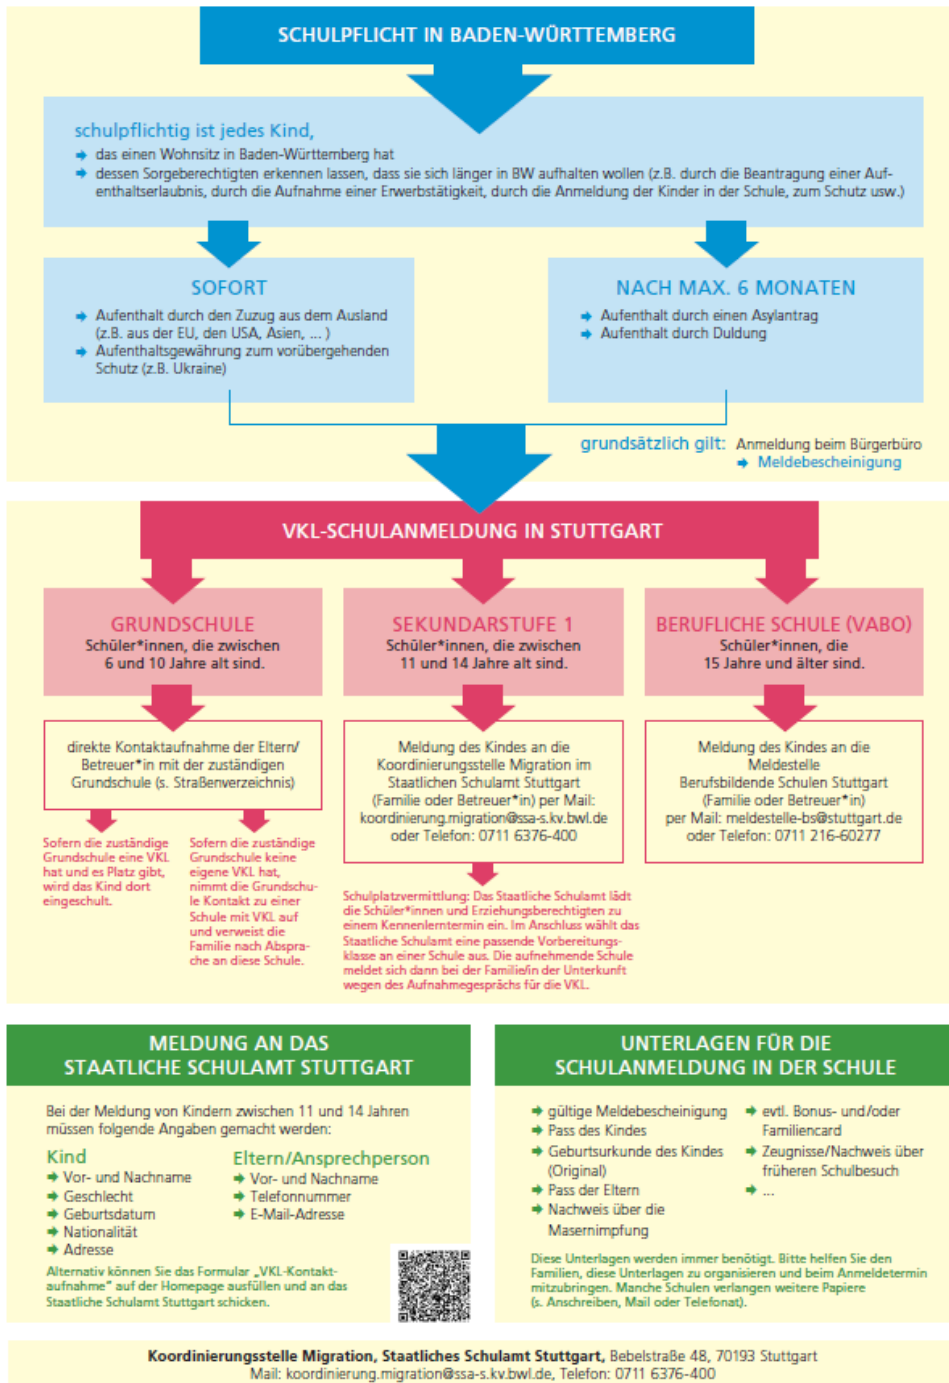 SCHULPFLICHT IN BADEN-WÜRTTEMBERG
schulpflichtig ist jedes Kind,
➔ das einen Wohnsitz in Baden-Württemberg hat
➔ dessen Sorgeberechtigten erkennen lassen, dass sie sich länger in BW aufhalten wollen (z.B. durch die Beantragung einer Auf-
enthaltserlaubnis, durch die Aufnahme einer Erwerbstätigkeit, durch die Anmeldung der Kinder in der Schule, zum Schutz usw.)
SOFORT
➔ Aufenthalt durch den Zuzug aus dem Ausland
(z.B. aus der EU, den USA, Asien, ... )
➔ Aufenthaltsgewährung zum vorübergehenden
Schutz (z.B. Ukraine)
NACH MAX. 6 MONATEN
➔ Aufenthalt durch einen Asylantrag
➔ Aufenthalt durch Duldung
grundsätzlich gilt: Anmeldung beim Bürgerbüro
➔ Meldebescheinigung
VKL-SCHULANMELDUNG IN STUTTGART
GRUNDSCHULE
Schüler*innen, die zwischen
6 und 10 Jahre alt sind.
direkte Kontaktaufnahme der Eltern/
Betreuer*in mit der zuständigen
Grundschule (s. Straßenverzeichnis)
Sofern die zuständige
Grundschule eine VKL
hat und es Platz gibt,
wird das Kind dort
eingeschult.
Sofern die zuständige
Grundschule keine
eigene VKL hat,
nimmt die Grundschu-
le Kontakt zu einer
Schule mit VKL auf
und verweist die
Familie nach Abspra-
che an diese Schule.
SEKUNDARSTUFE 1
Schüler*innen, die zwischen
11 und 14 Jahre alt sind.
Meldung des Kindes an die
Koordinierungsstelle Migration im
Staatlichen Schulamt Stuttgart
(Familie oder Betreuer*in) per Mail:
koordinierung.migration@ssa-s.kv.bwl.de
oder Telefon: 0711 6376-400
Schulplatzvermittlung: Das Staatliche Schulamt lädt
die Schüler*innen und Erziehungsberechtigten zu
einem Kennenlerntermin ein. Im Anschluss wählt das
Staatliche Schulamt eine passende Vorbereitungs-
klasse an einer Schule aus. Die aufnehmende Schule
meldet sich dann bei der Familie/in der Unterkunft
wegen des Aufnahmegesprächs für die VKL.
BERUFLICHE SCHULE (VABO)
Schüler*innen, die
15 Jahre und älter sind.
Meldung des Kindes an die
Meldestelle
Berufsbildende Schulen Stuttgart
(Familie oder Betreuer*in)
per Mail: meldestelle-bs@stuttgart.de
oder Telefon: 0711 216-60277
MELDUNG AN DAS
STAATLICHE SCHULAMT STUTTGART
Bei der Meldung von Kindern zwischen 11 und 14 Jahren
müssen folgende Angaben gemacht werden:
Kind
➔ Vor- und Nachname
➔ Geschlecht
➔ Geburtsdatum
➔ Nationalität
➔ Adresse
Eltern/Ansprechperson
➔ Vor- und Nachname
➔ Telefonnummer
➔ E-Mail-Adresse
Alternativ können Sie das Formular „VKL-Kontakt-
aufnahme“ auf der Homepage ausfüllen und an das
Staatliche Schulamt Stuttgart schicken.
UNTERLAGEN FÜR DIE
SCHULANMELDUNG IN DER SCHULE
➔ gültige Meldebescheinigung
➔ Pass des Kindes
➔ Geburtsurkunde des Kindes
(Original)
➔ Pass der Eltern
➔ Nachweis über die
Masernimpfung
➔ evtl. Bonus- und/oder
Familiencard
➔ Zeugnisse/Nachweis über
früheren Schulbesuch
➔ ...
Diese Unterlagen werden immer benötigt. Bitte helfen Sie den
Familien, diese Unterlagen zu organisieren und beim Anmeldetermin
mitzubringen. Manche Schulen verlangen weitere Papiere
(s. Anschreiben, Mail oder Telefonat).
Koordinierungsstelle Migration, Staatliches Schulamt Stuttgart, Bebelstraße 48, 70193 Stuttgart
Mail: koordinierung.migration@ssa-s.kv.bwl.de, Telefon: 0711 6376-400